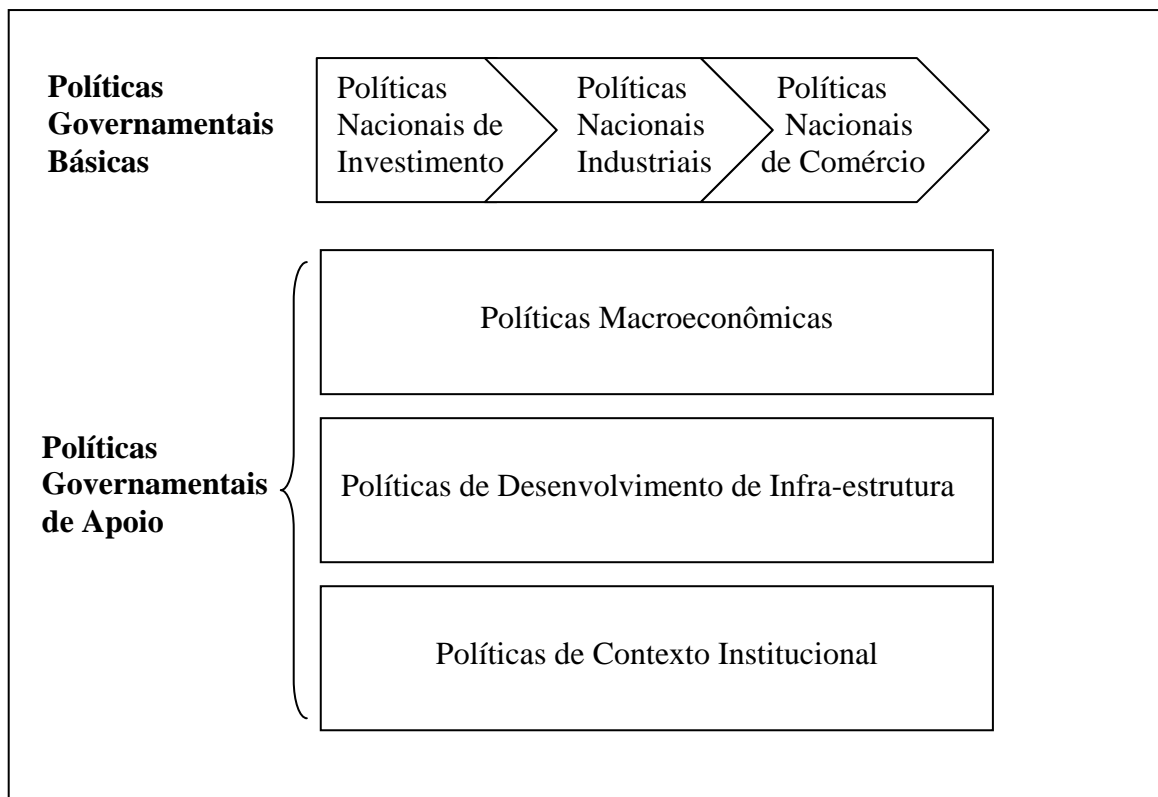 Políticas
Governamentais
Básicas
Políticas
Nacionais de
Investimento
Políticas
Nacionais
Industriais
Políticas
Nacionais
de Comércio
Políticas Macroeconômicas
Políticas
Governamentais
de Apoio
Políticas de Desenvolvimento de Infra-estrutura
Políticas de Contexto Institucional